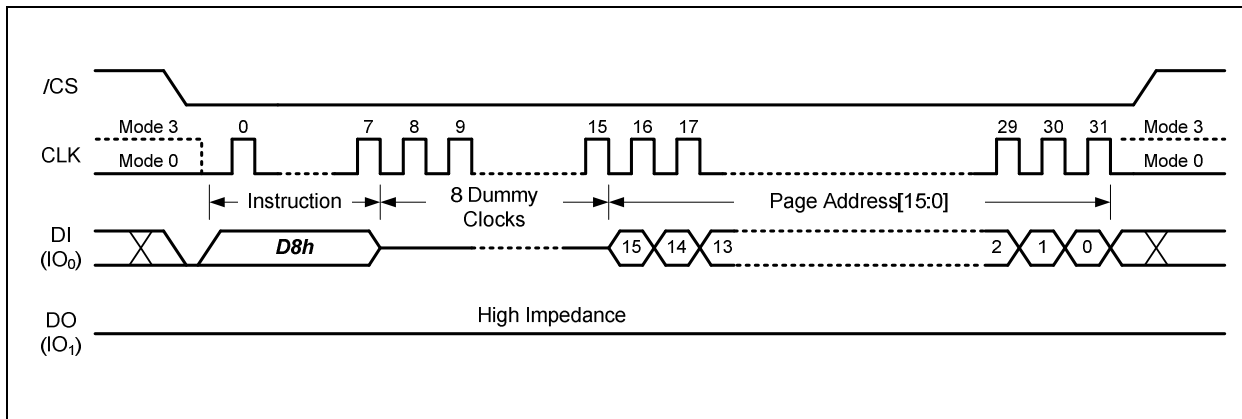 /CS
Mode 3 0 7 8 9 15 16 17 29 30 31 Mode 3
CLK
Mode 0 Mode 0
Instruction 8 Dummy Clocks Page Address[15:0]
DI
(IO0)
D8h 15 14 13 2 1 0
High Impedance
DO
(IO1)